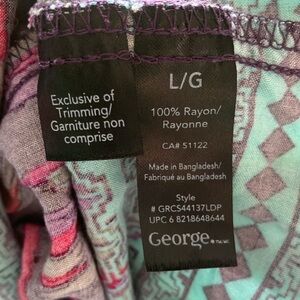 Exclusive of
Trimming/
Garniture non
comprise
L/G
100% Rayon/
Rayonne
CA# 51122
Made in Bangladesh/
Fabriqué au Bangladesh
Style
# GRCS44137LDP
UPC 6 8218648644
George.